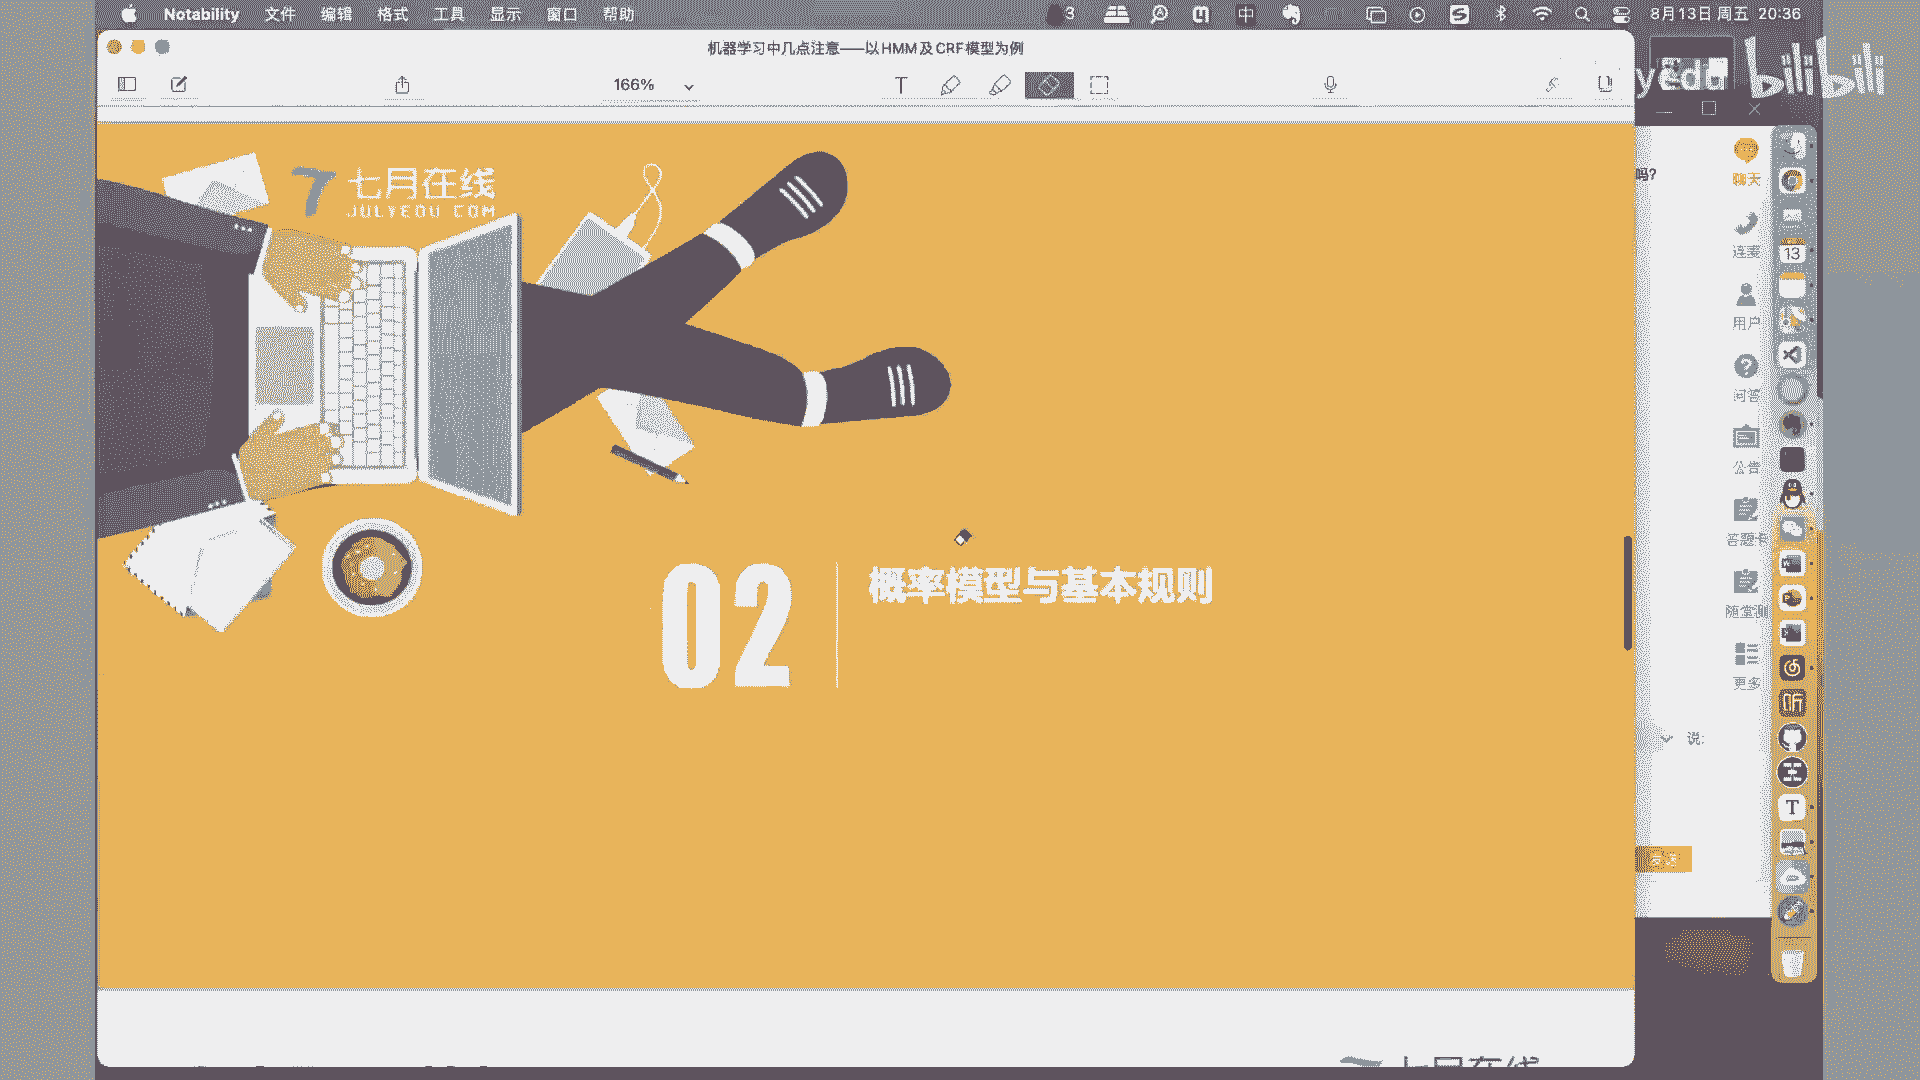 Notability 文件 编辑 格式 工具 显示 窗口 帮助
3
中
8月13日 周五 20:36
机器学习中几点注意——以HMM及CRF模型为例
166%
T
yedu bilibili
七月在线
JULYEDU.COM
02
概率模型与基本规则
吗?
聊天
连麦
用户
问答
公告
答题卡
随堂测
更多
说:
13
T
七月在线